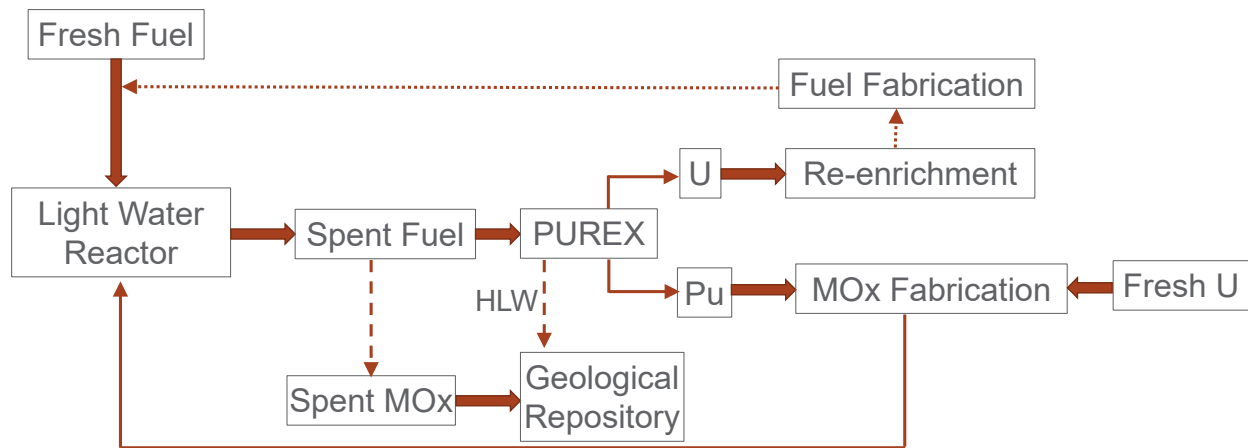 Fresh Fuel
Fuel Fabrication
U
Re-enrichment
Light Water
Reactor
Spent Fuel
PUREX
HLW
Pu
MOx Fabrication
Fresh U
Spent MOx
Geological
Repository